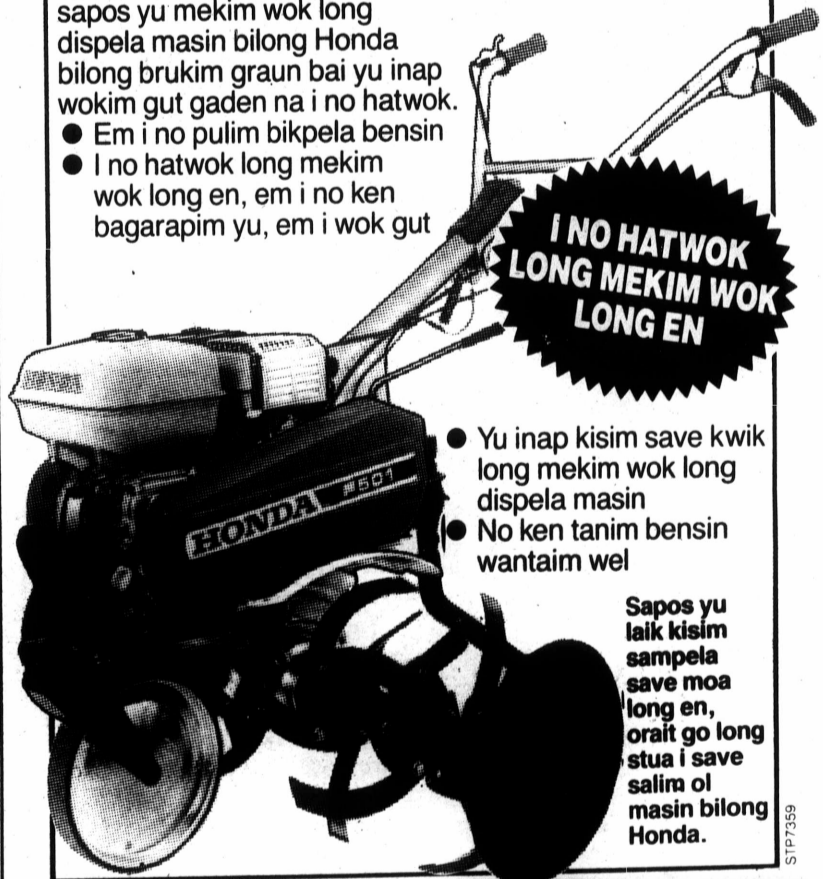 sapos yu mekim wok long
dispela masin bilong Honda
bilong brukim graun bai yu inap
wokim gut gaden na i no hatwok.
● Em i no pulim bikpela bensin
● I no hatwok long mekim
wok long en, em i no ken
bagarapim yu, em i wok gut
I NO HATWOK
LONG MEKIM WOK
LONG EN
HONDA F501
● Yu inap kisim save kwik
long mekim wok long
dispela masin
● No ken tanim bensin
wantaim wel
Sapos yu
laik kisim
sampela
save moa
long en,
orait go long
stua i save
salim ol
masin bilong
Honda.
STP7359